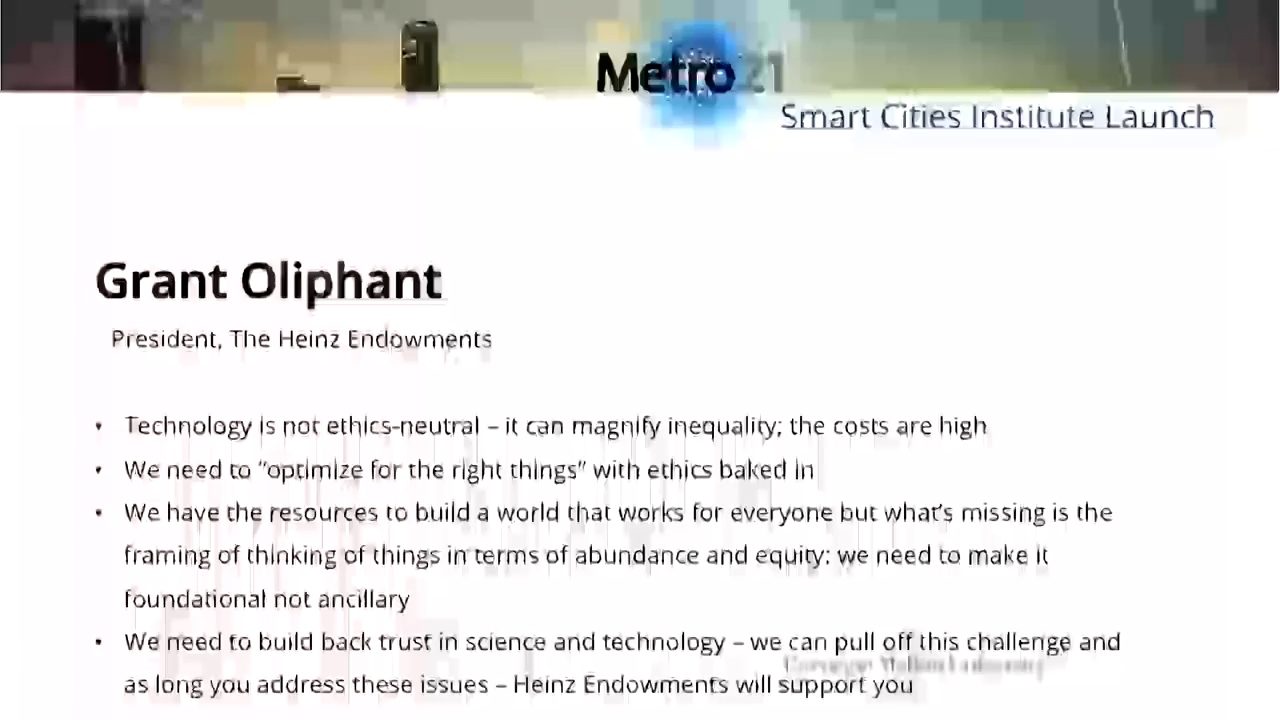 Metro21
Smart Cities Institute Launch
Grant Oliphant
President, The Heinz Endowments
• Technology is not ethics-neutral – it can magnify inequality; the costs are high
• We need to “optimize for the right things” with ethics baked in
• We have the resources to build a world that works for everyone but what’s missing is the
framing of thinking of things in terms of abundance and equity; we need to make it
foundational not ancillary
• We need to build back trust in science and technology – we can pull off this challenge and
as long you address these issues – Heinz Endowments will support you